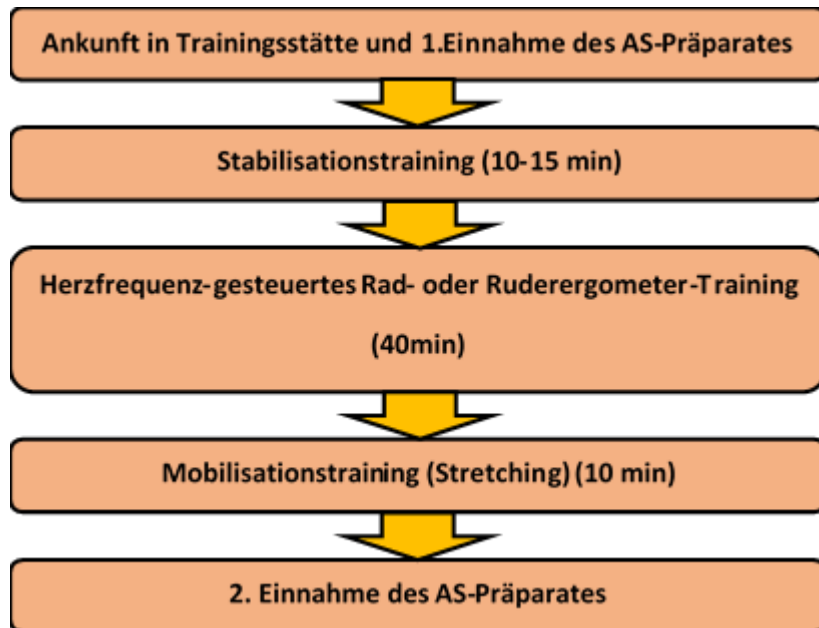 Ankunft in Trainingsstätte und 1.Einnahme des AS-Präparates
Stabilisationstraining (10-15 min)
Herzfrequenz-gesteuertes Rad- oder Ruderergometer-Training
(40min)
Mobilisationstraining (Stretching) (10 min)
2. Einnahme des AS-Präparates